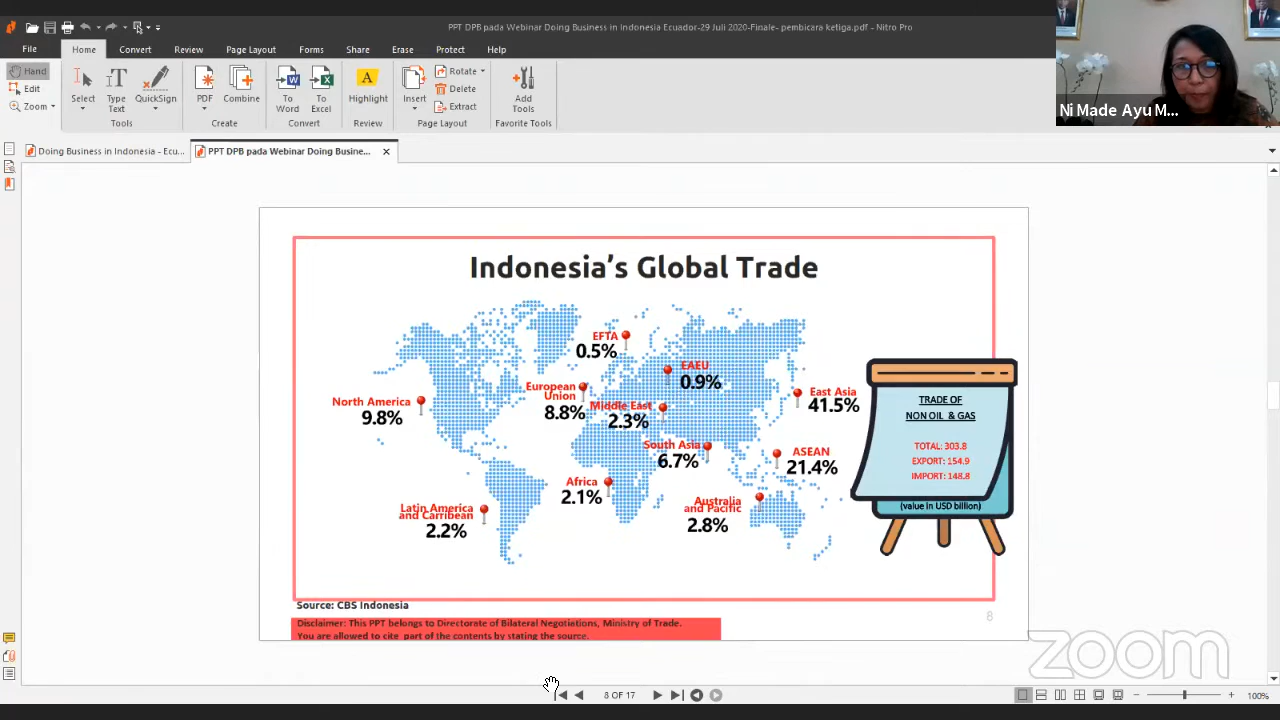 PPT DPB pada Webinar Doing Business in Indonesia Ecuador-29 Juli 2020-Finale- pembicara ketiga.pdf - Nitro Pro
File Home Convert Review Page Layout Forms Share Erase Protect Help
Hand
Edit
Zoom
Select
Type Text
QuickSign
Tools
PDF
Combine
Create
To Word
To Excel
Convert
Highlight
Review
Insert
Rotate
Delete
Extract
Page Layout
Add Tools
Favorite Tools
Ni Made Ayu M...
Doing Business in Indonesia - Ecu...
PPT DPB pada Webinar Doing Busine...
Indonesia's Global Trade
EFTA
0.5%
EAEU
0.9%
European
Union
8.8%
Middle East
2.3%
North America
9.8%
East Asia
41.5%
South Asia
6.7%
ASEAN
21.4%
Africa
2.1%
Latin America
and Carribean
2.2%
Australia
and Pacific
2.8%
TRADE OF
NON OIL & GAS
TOTAL: 303.8
EXPORT: 154.9
IMPORT: 148.8
(value in USD billion)
Source: CBS Indonesia
8
Disclaimer: This PPT belongs to Directorate of Bilateral Negotiations, Ministry of Trade.
You are allowed to cite part of the contents by stating the source.
zoom
8 OF 17
100%